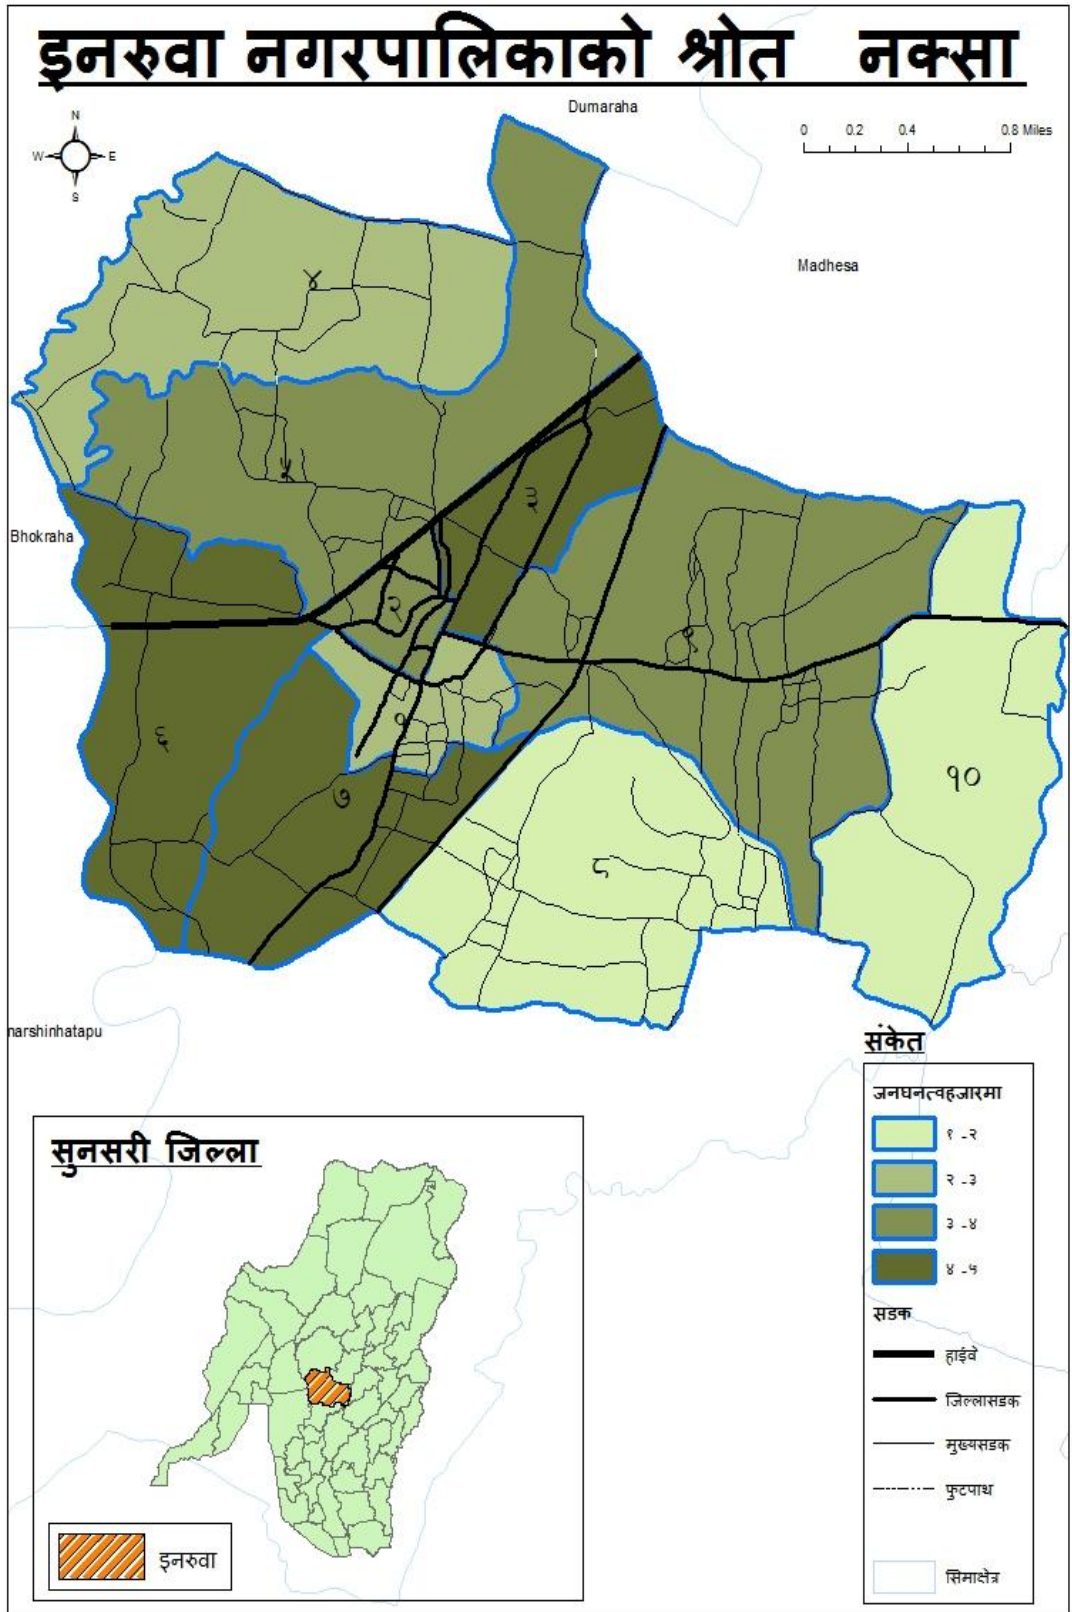 इनरुवा नगरपालिकाको श्रोत नक्सा
Dumaraha
N
W E
S
0 0.2 0.4 0.8 Miles
Madhesa
४
५
३
Bhokraha
२
९
६
१
७
१०
८
narshinhatapu
संकेत
जनघनत्वहजारमा
१ -२
२ -३
३ -४
४ -५
सडक
हाईवे
जिल्लासडक
मुख्यसडक
फुटपाथ
सिमाक्षेत्र
सुनसरी जिल्ला
इनरुवा